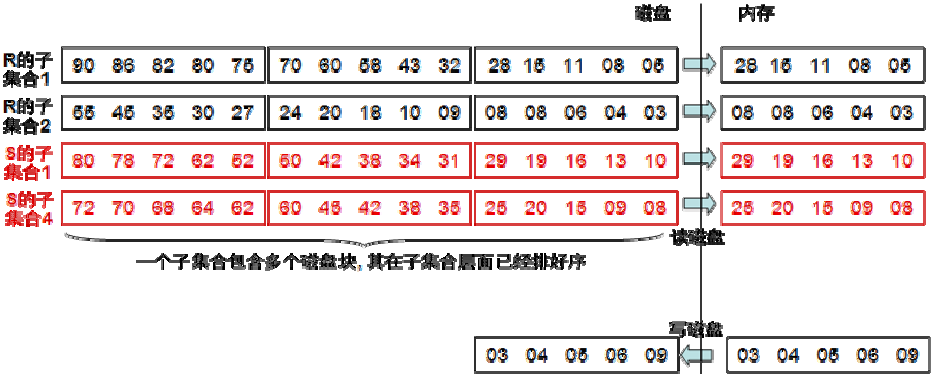 磁盘 内存
R的子集合1 90 86 82 80 75 70 60 58 43 32 28 15 11 08 05 28 15 11 08 05
R的子集合2 55 45 35 30 27 24 20 18 10 09 08 08 06 04 03 08 08 06 04 03
S的子集合1 80 78 72 62 52 50 42 38 34 31 29 19 16 13 10 29 19 16 13 10
S的子集合4 72 70 68 64 62 60 45 42 38 35 25 20 15 09 08 25 20 15 09 08
读磁盘
一个子集合包含多个磁盘块, 其在子集合层面已经排好序
写磁盘
03 04 05 06 09 03 04 05 06 09